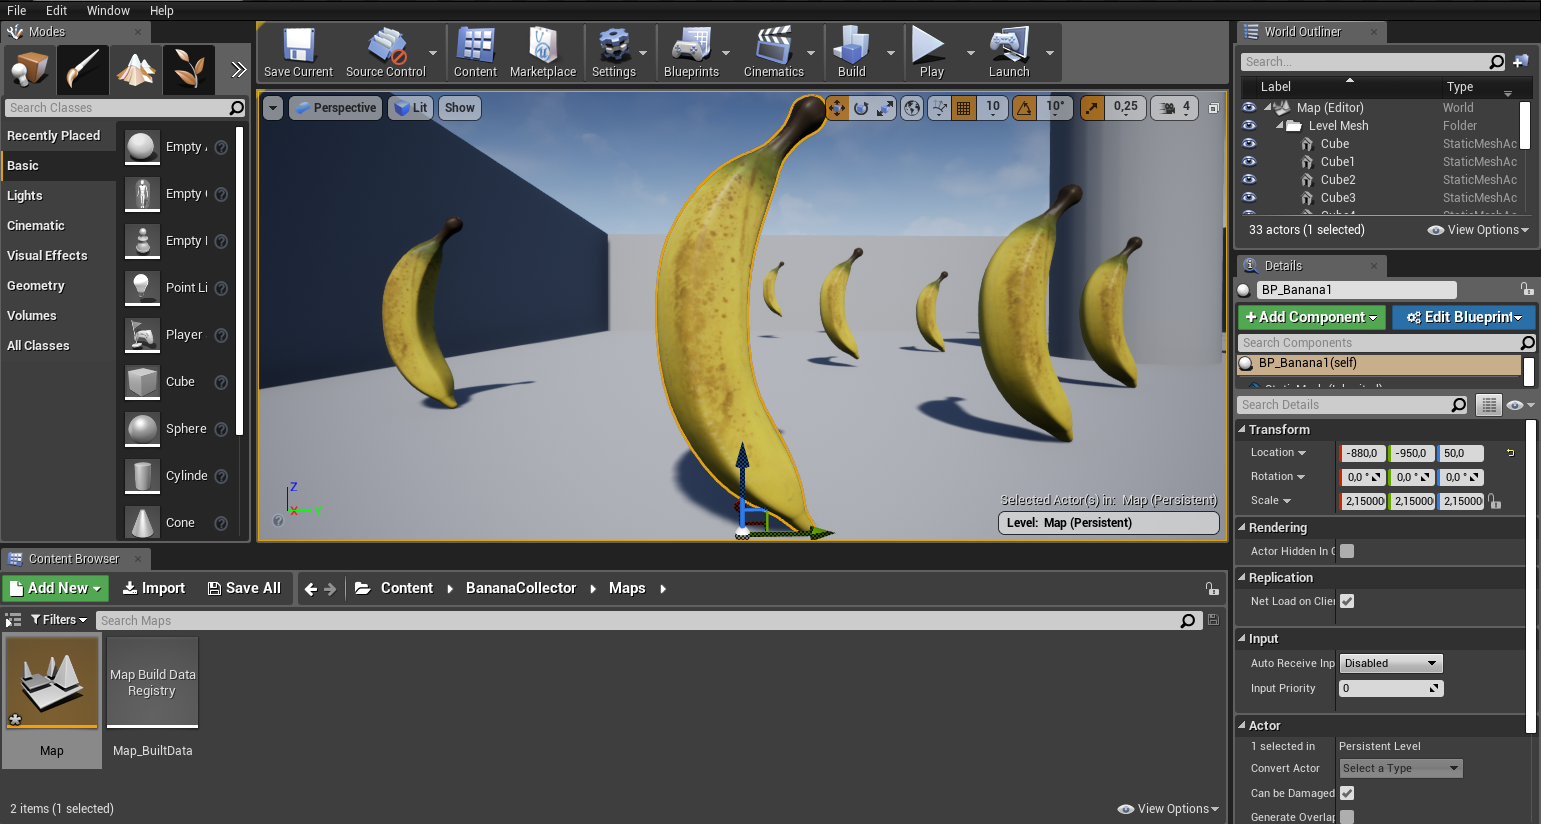 File Edit Window Help
Modes
Search Classes
Recently Placed
Basic
Lights
Cinematic
Visual Effects
Geometry
Volumes
All Classes
Empty
Empty
Empty
Point Li
Player
Cube
Sphere
Cylinde
Cone
Save Current
Source Control
Content
Marketplace
Settings
Blueprints
Cinematics
Build
Play
Launch
Perspective
Lit
Show
10
10°
0,25
4
Z
Y
X
Selected Actor(s) in: Map (Persistent)
Level: Map (Persistent)
World Outliner
Search...
Label Type
Map (Editor) World
Level Mesh Folder
Cube StaticMeshAc
Cube1 StaticMeshAc
Cube2 StaticMeshAc
Cube3 StaticMeshAc
33 actors (1 selected) View Options
Details
BP_Banana1
Add Component Edit Blueprint
Search Components
BP_Banana1(self)
Search Details
Transform
Location -880,0 -950,0 50,0
Rotation 0,0 ° 0,0 ° 0,0 °
Scale 2,15000 2,15000 2,15000
Rendering
Actor Hidden In G
Replication
Net Load on Clier
Input
Auto Receive Inp Disabled
Input Priority 0
Actor
1 selected in Persistent Level
Convert Actor Select a Type
Can be Damaged
Generate Overlap
Content Browser
Add New Import Save All Content BananaCollector Maps
Filters Search Maps
Map
Map Build Data
Registry
Map_BuiltData
2 items (1 selected) View Options